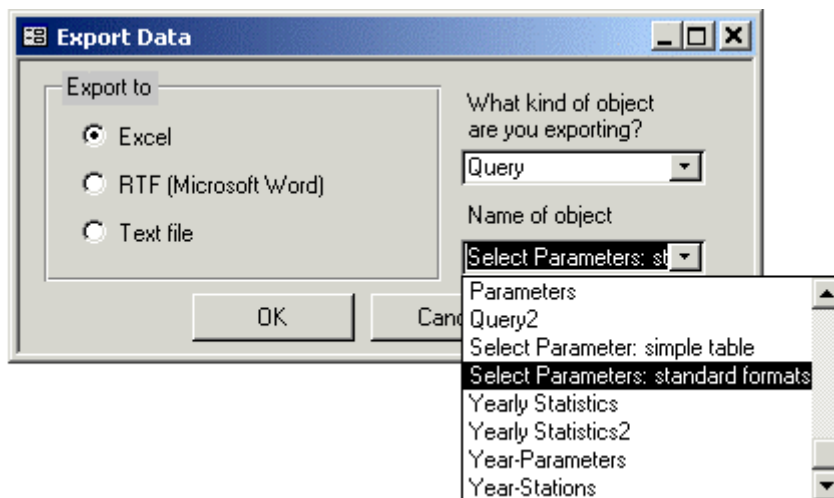 Export Data
Export to
Excel
RTF (Microsoft Word)
Text file
What kind of object
are you exporting?
Query
Name of object
Select Parameters: st
OK
Canc
Parameters
Query2
Select Parameter: simple table
Select Parameters: standard formats
Yearly Statistics
Yearly Statistics2
Year-Parameters
Year-Stations